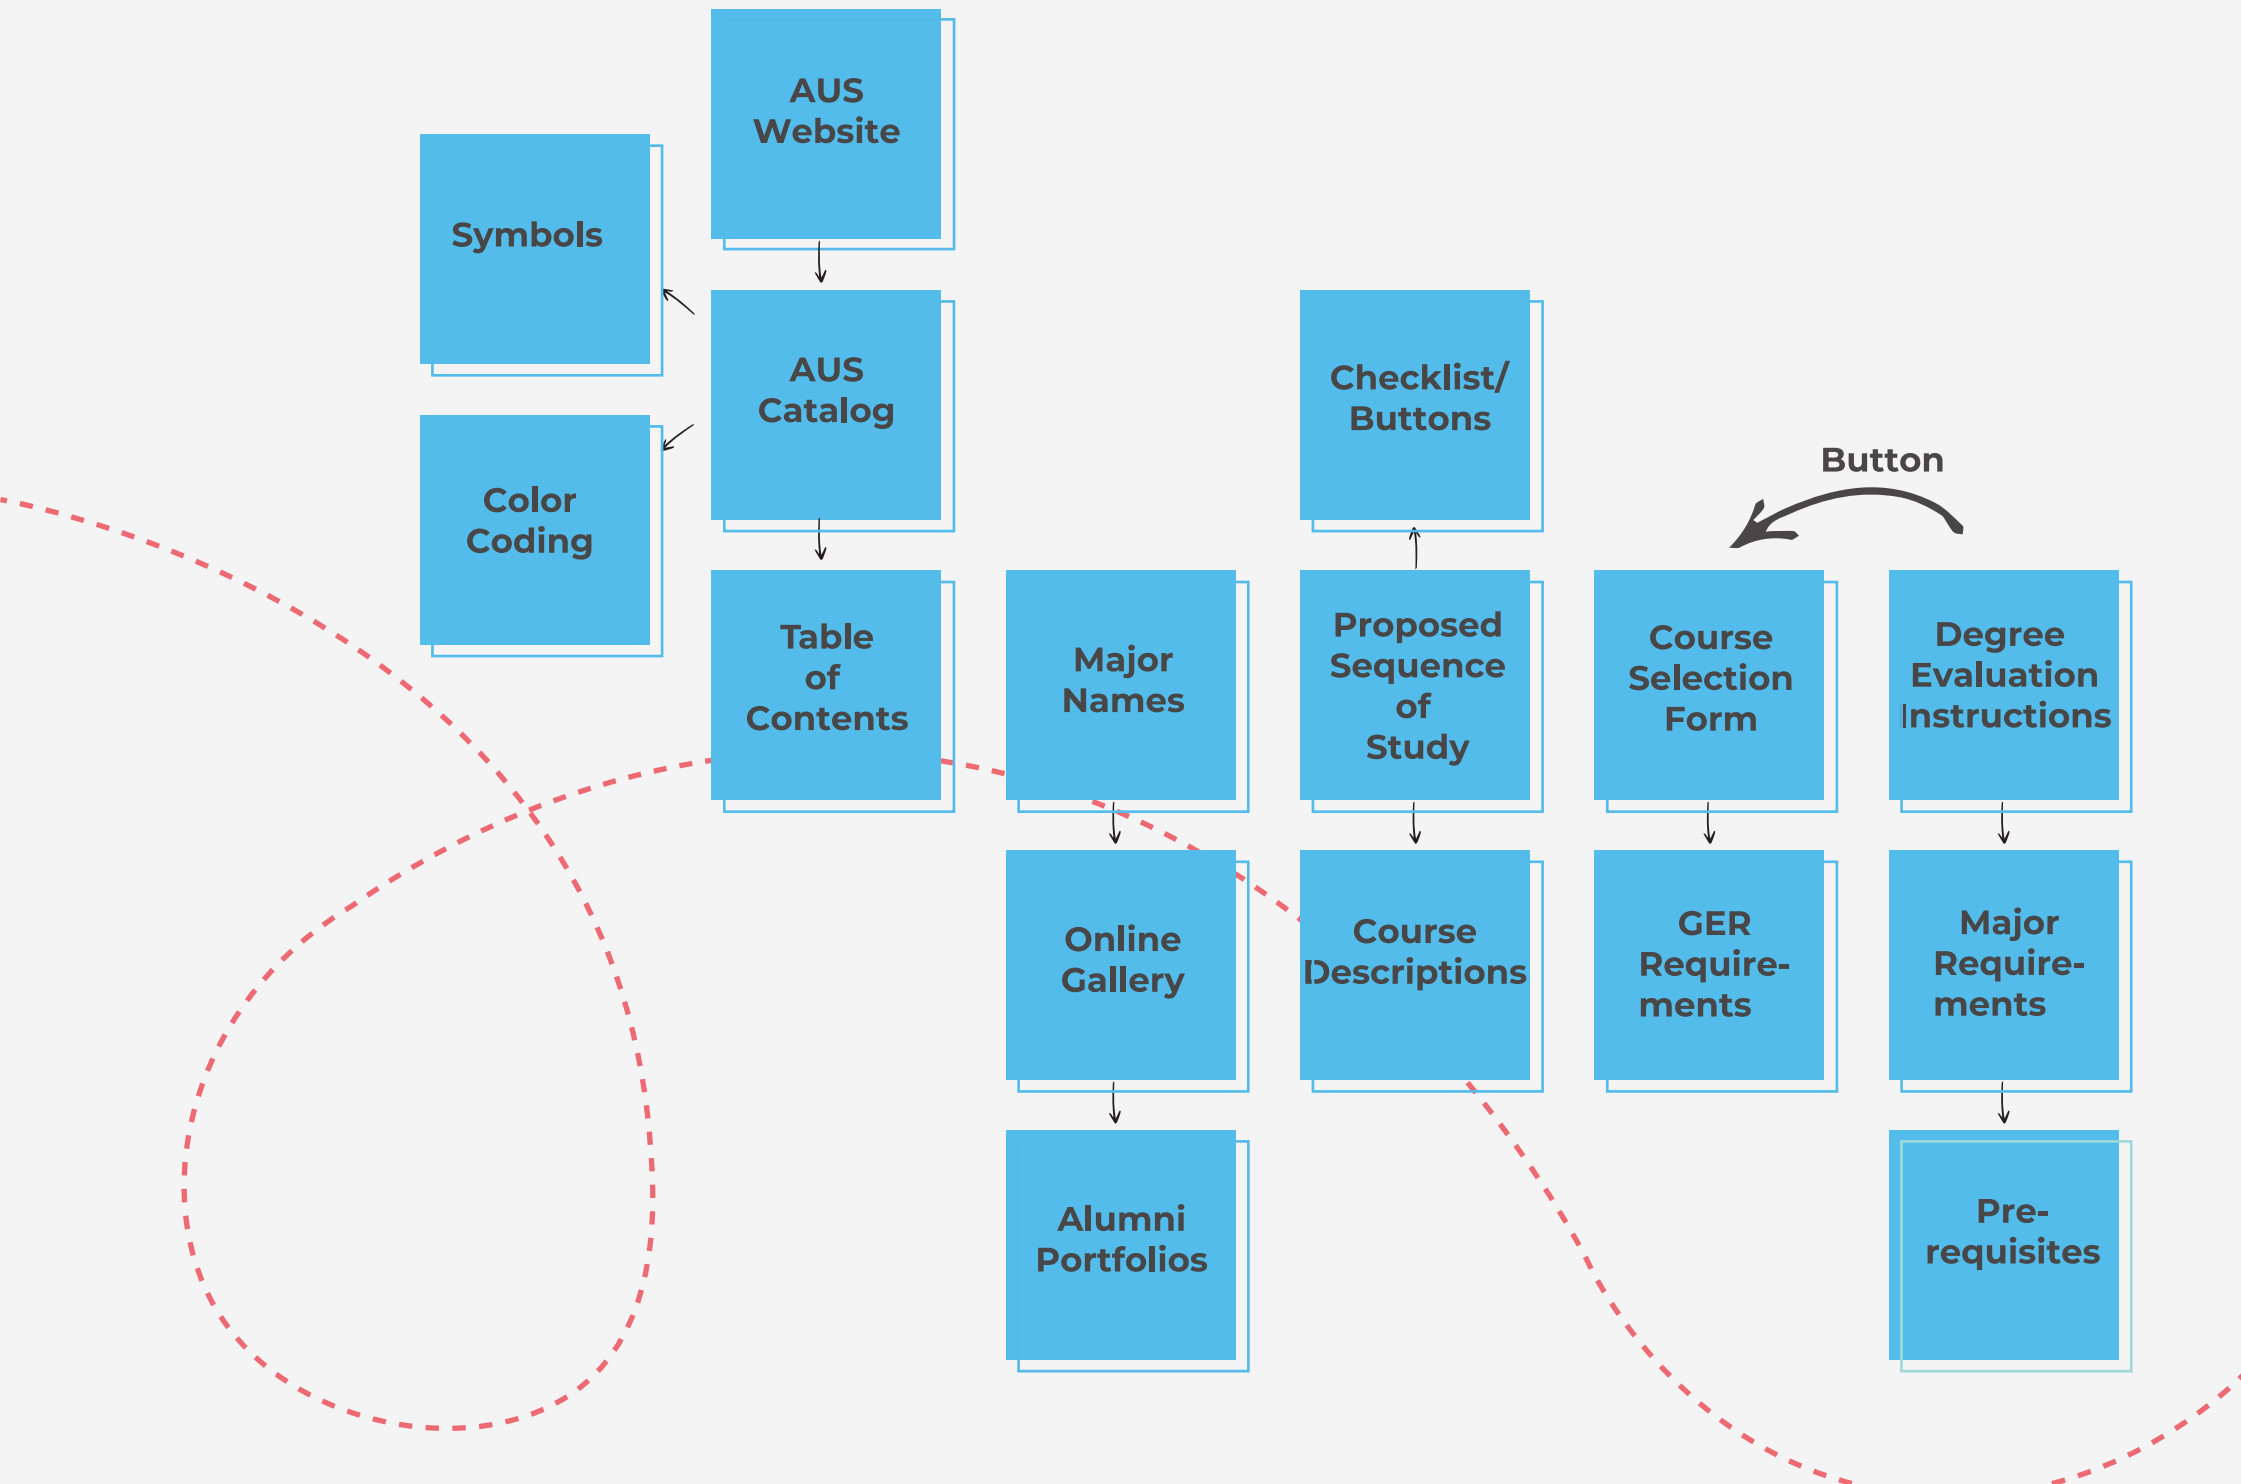 AUS
Website
Symbols
AUS
Catalog
Checklist/
Buttons
Color
Coding
Button
Table
of
Contents
Major
Names
Proposed
Sequence
of
Study
Course
Selection
Form
Degree
Evaluation
Instructions
Online
Gallery
Course
Descriptions
GER
Require-
ments
Major
Require-
ments
Alumni
Portfolios
Pre-
requisites